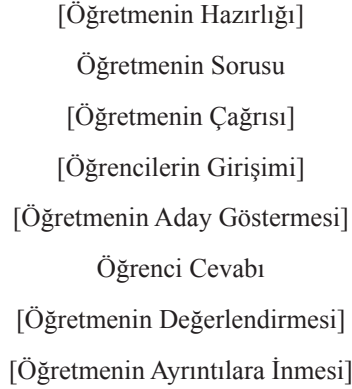 [Öğretmenin Hazırlığı]
Öğretmenin Sorusu
[Öğretmenin Çağrısı]
[Öğrencilerin Girişimi]
[Öğretmenin Aday Göstermesi]
Öğrenci Cevabı
[Öğretmenin Değerlendirmesi]
[Öğretmenin Ayrıntılara İnmesi]